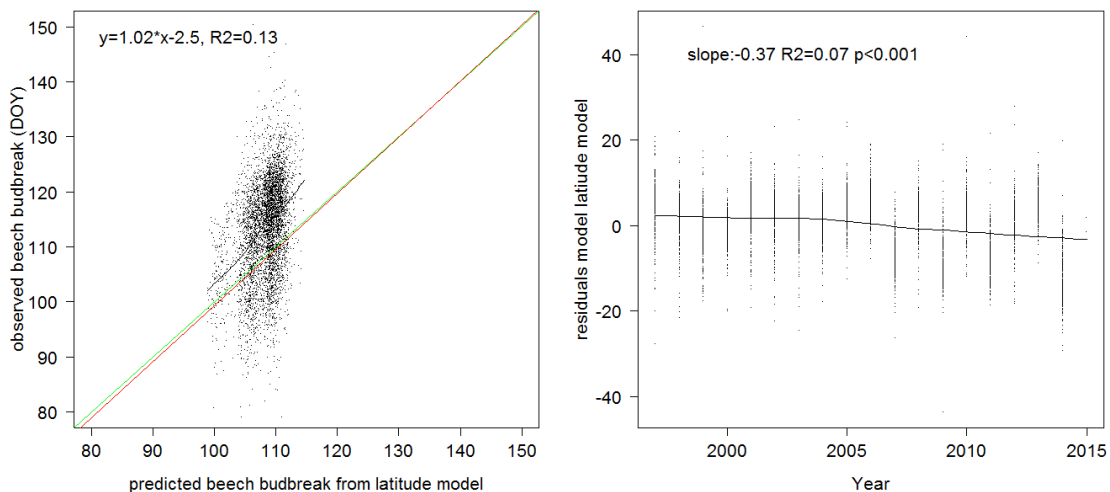 y=1.02*x-2.5, R2=0.13
observed beech budbreak (DOY)
150
140
130
120
110
100
90
80
80 90 100 110 120 130 140 150
predicted beech budbreak from latitude model
slope:-0.37 R2=0.07 p<0.001
residuals modal latiude model
40
20
0
-20
-40
2000 2005 2010 2015
Year